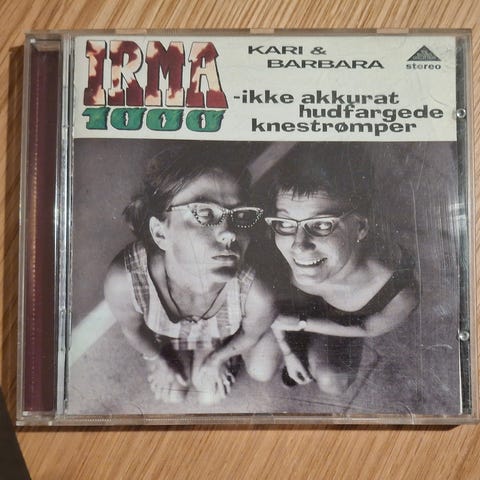 IRMA
1000
KARI &
BARBARA
stereo
-ikke akkurat
hudfargede
knestrømper